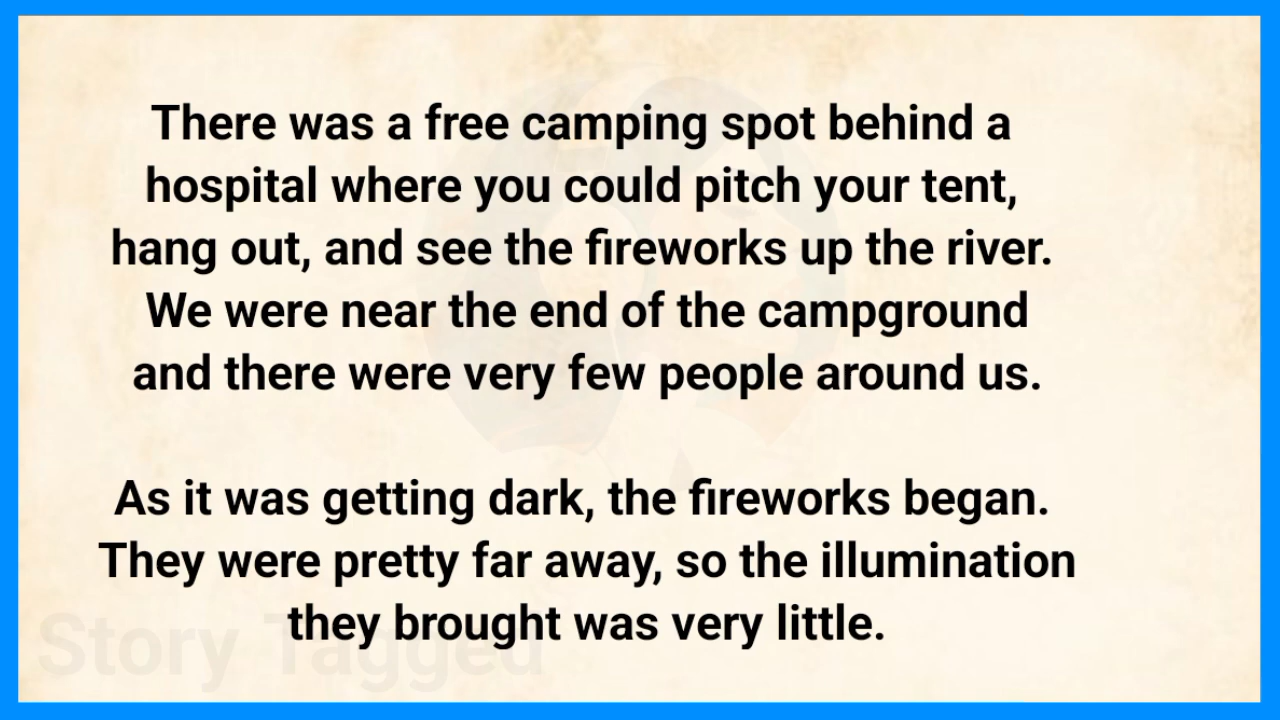 There was a free camping spot behind a
hospital where you could pitch your tent,
hang out, and see the fireworks up the river.
We were near the end of the campground
and there were very few people around us.
As it was getting dark, the fireworks began.
They were pretty far away, so the illumination
they brought was very little.
Story Tagged